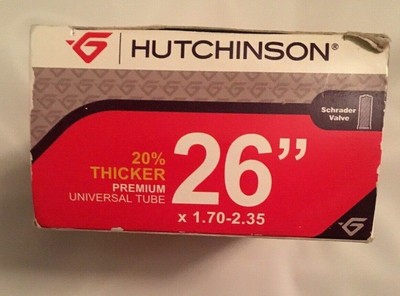 HUTCHINSON®
Schrader
Valve
20%
THICKER
PREMIUM
UNIVERSAL TUBE
26”
x 1.70-2.35